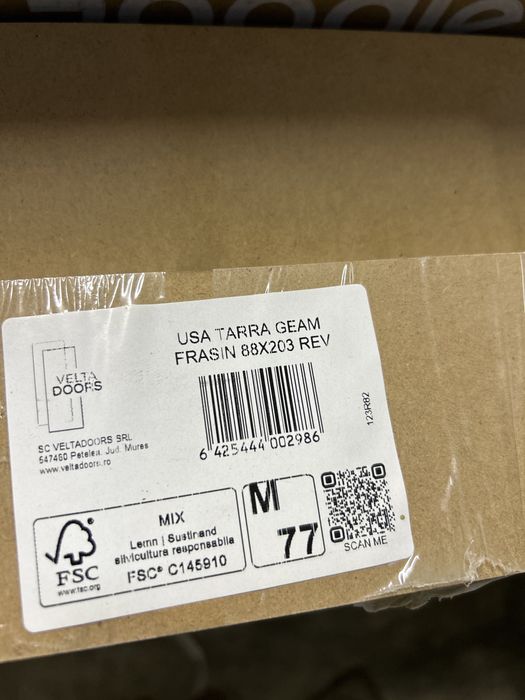 USA TARRA GEAM
FRASIN 88X203 REV
VELTA
DOORS
SC VELTADOORS SRL
547460 Petelea, Jud. Mures
www.veltadoors.ro
6 425444 002986
123R82
MIX
Lemn | Sustinand
silvicultura responsabila
FSC® C145910
FSC
www.fsc.org
M
77
SCAN ME